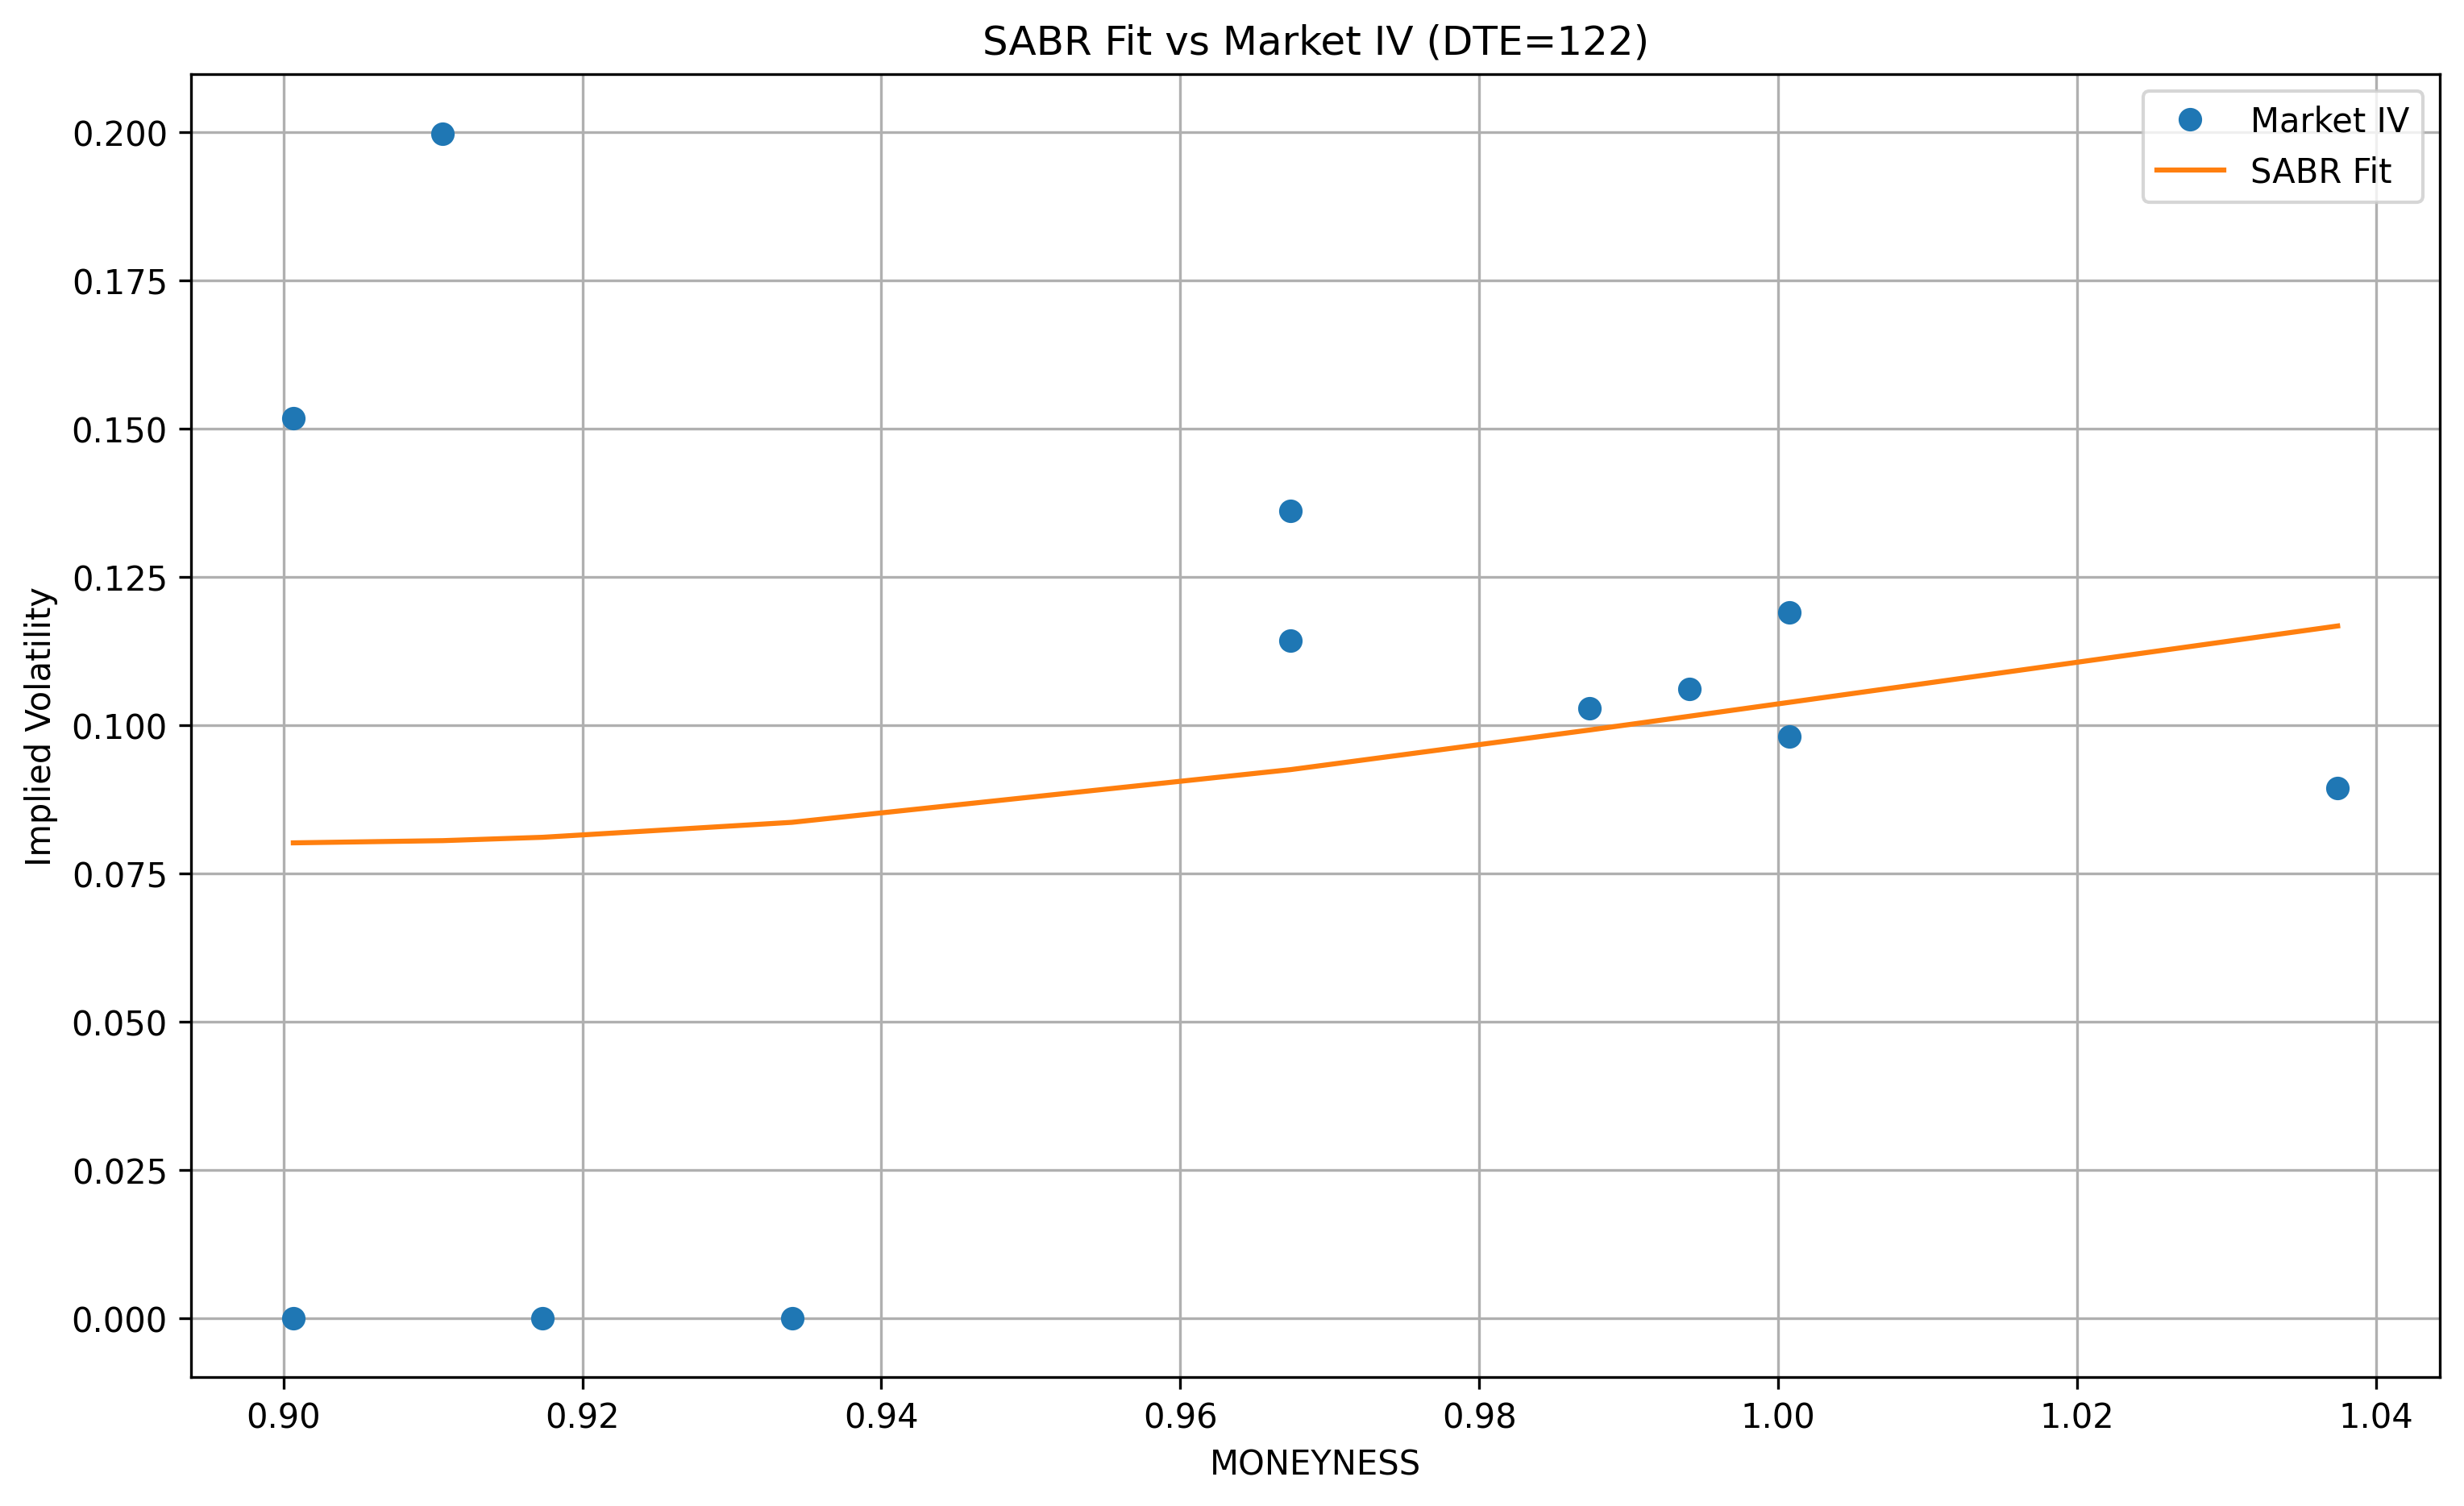 SABR Fit vs Market IV (DTE=122)
Market IV
SABR Fit
Implied Volatility
0.200
0.175
0.150
0.125
0.100
0.075
0.050
0.025
0.000
0.90 0.92 0.94 0.96 0.98 1.00 1.02 1.04
MONEYNESS